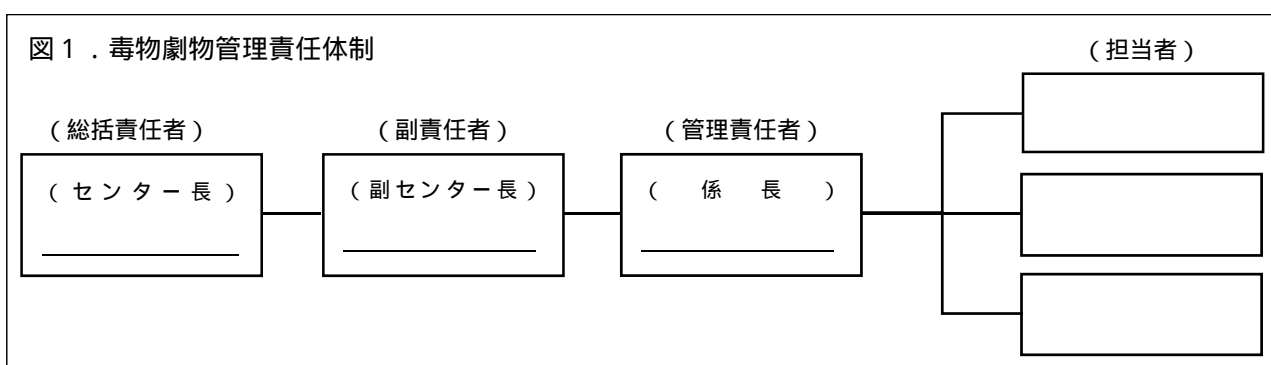 図１．毒物劇物管理責任体制
（担当者）
（総括責任者）
（副責任者）
（管理責任者）
（センター長）
（副センター長）
（　係　長　）